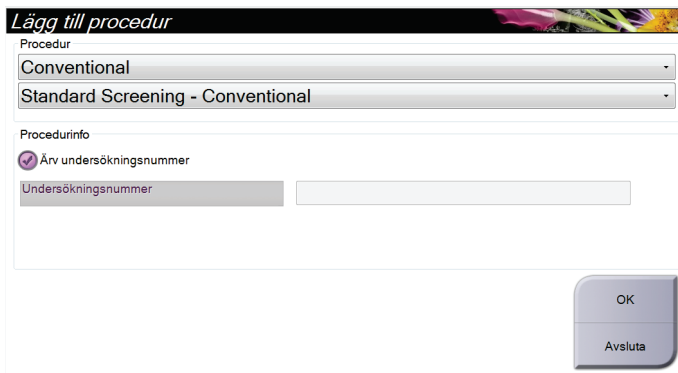 Lägg till procedur
Procedur
Conventional
Standard Screening - Conventional
Procedurinfo
Ärv undersökningsnummer
Undersökningsnummer
OK
Avsluta